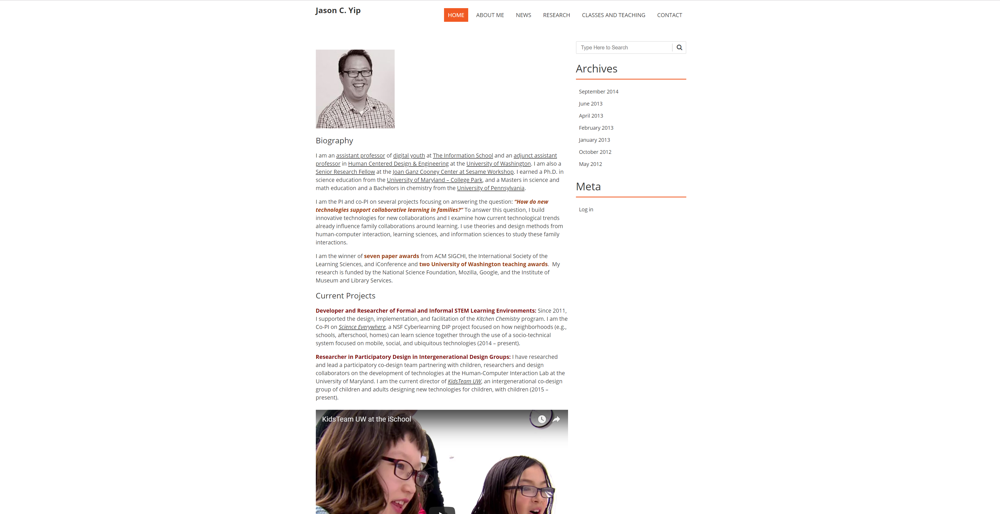 Jason C. Yip
HOME
ABOUT ME
NEWS
RESEARCH
CLASSES AND TEACHING
CONTACT
Biography
I am an assistant professor of digital youth at The Information School and an adjunct assistant
professor in Human Centered Design & Engineering at the University of Washington. I am also a
Senior Research Fellow at the Joan Ganz Cooney Center at Sesame Workshop. I earned a Ph.D. in
science education from the University of Maryland – College Park, and a Masters in science and
math education and a Bachelors in chemistry from the University of Pennsylvania.
I am the PI and co-PI on several projects focusing on answering the question: “How do new
technologies support collaborative learning in families?” To answer this question, I build
innovative technologies for new collaborations and I examine how current technological trends
already influence family collaborations around learning. I use theories and design methods from
human-computer interaction, learning sciences, and information sciences to study these family
interactions.
I am the winner of seven paper awards from ACM SIGCHI, the International Society of the
Learning Sciences, and iConference and two University of Washington teaching awards.  My
research is funded by the National Science Foundation, Mozilla, Google, and the Institute of
Museum and Library Services.
Current Projects
Developer and Researcher of Formal and Informal STEM Learning Environments: Since 2011,
I supported the design, implementation, and facilitation of the Kitchen Chemistry program. I am the
Co-PI on Science Everywhere, a NSF Cyberlearning DIP project focused on how neighborhoods (e.g.,
schools, afterschool, homes) can learn science together through the use of a socio-technical
system focused on mobile, social, and ubiquitous technologies (2014 – present).
Researcher in Participatory Design in Intergenerational Design Groups: I have researched
and lead a participatory co-design team partnering with children, researchers and design
collaborators on the development of technologies at the Human-Computer Interaction Lab at the
University of Maryland. I am the current director of KidsTeam UW, an intergenerational co-design
group of children and adults designing new technologies for children, with children (2015 –
present).
KidsTeam UW at the iSchool
Type Here to Search
Archives
September 2014
June 2013
April 2013
February 2013
January 2013
October 2012
May 2012
Meta
Log in